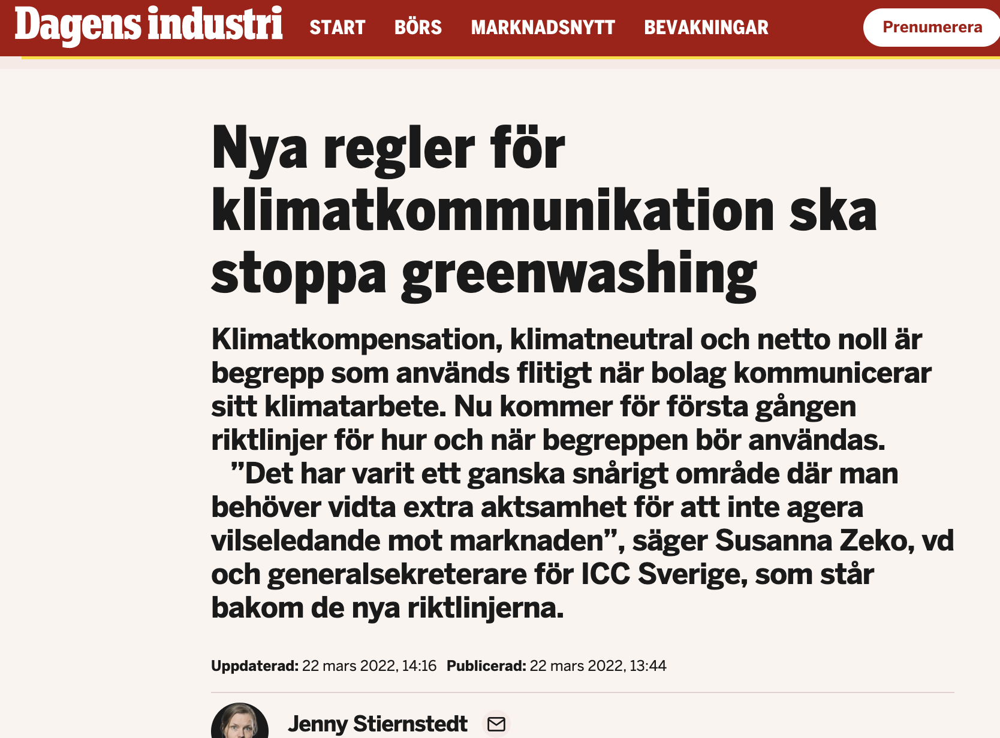 Dagens industri START BÖRS MARKNADSNYTT BEVAKNINGAR Prenumerera
Nya regler för
klimatkommunikation ska
stoppa greenwashing
Klimatkompensation, klimatneutral och netto noll är
begrepp som används flitigt när bolag kommunicerar
sitt klimatarbete. Nu kommer för första gången
riktlinjer för hur och när begreppen bör användas.
”Det har varit ett ganska snårigt område där man
behöver vidta extra aktsamhet för att inte agera
vilseledande mot marknaden”, säger Susanna Zeko, vd
och generalsekreterare för ICC Sverige, som står
bakom de nya riktlinjerna.
Uppdaterad: 22 mars 2022, 14:16 Publicerad: 22 mars 2022, 13:44
Jenny Stiernstedt